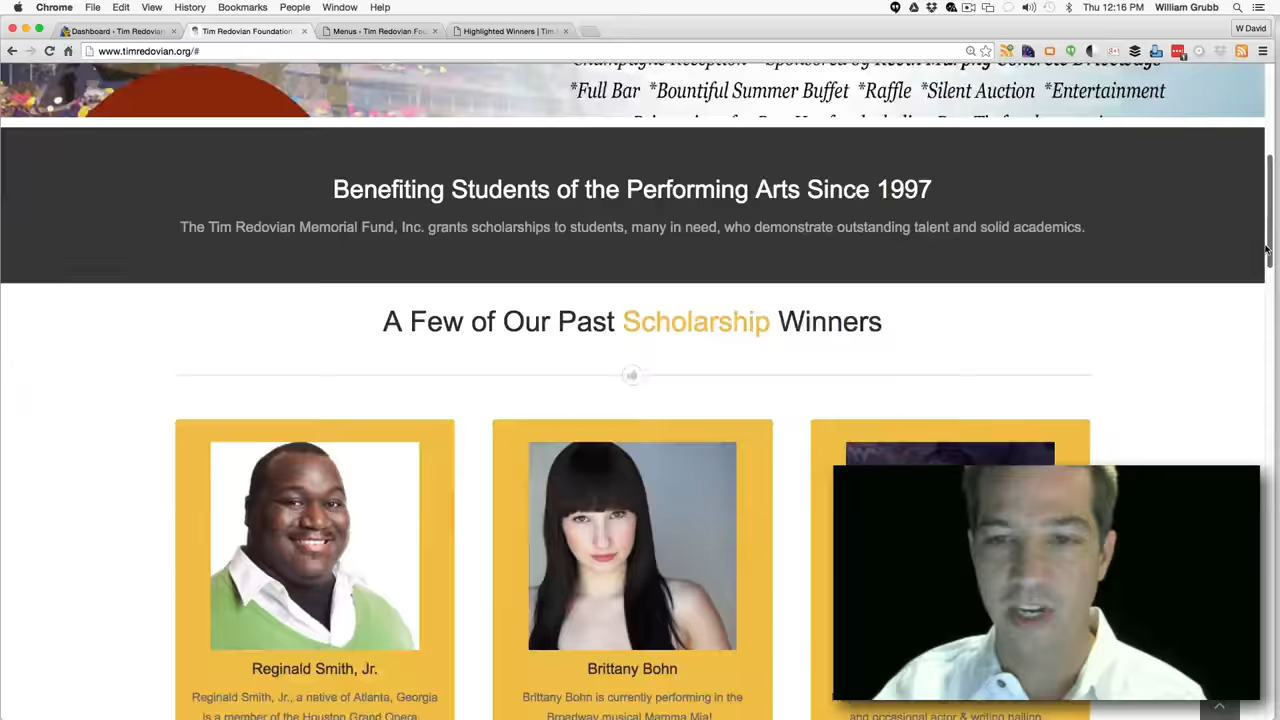 Chrome File Edit View History Bookmarks People Window Help Thu 12:16 PM William Grubb
Dashboard ‹ Tim Redovian Tim Redovian Foundation Menus ‹ Tim Redovian Fou Highlighted Winners | Tim W David
www.timredovian.org/#
Champagne Reception Sponsored by Kevin Murphy Concrete Driveways
*Full Bar *Bountiful Summer Buffet *Raffle *Silent Auction *Entertainment
Benefiting Students of the Performing Arts Since 1997
The Tim Redovian Memorial Fund, Inc. grants scholarships to students, many in need, who demonstrate outstanding talent and solid academics.
A Few of Our Past Scholarship Winners
Reginald Smith, Jr.
Brittany Bohn
Reginald Smith, Jr., a native of Atlanta, Georgia
is a member of the Houston Grand Opera
Brittany Bohn is currently performing in the
Broadway musical Mamma Mia!
and occasional actor & writing hailing